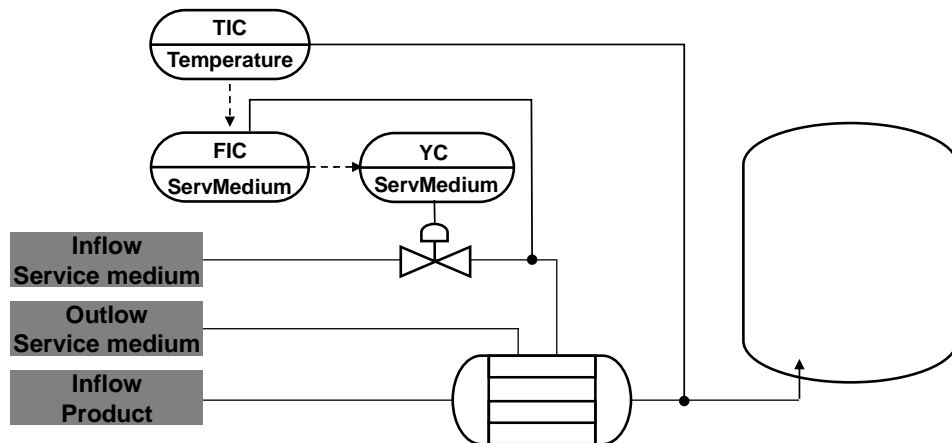 TIC
Temperature
FIC
ServMedium
YC
ServMedium
Inflow
Service medium
Outlow
Service medium
Inflow
Product